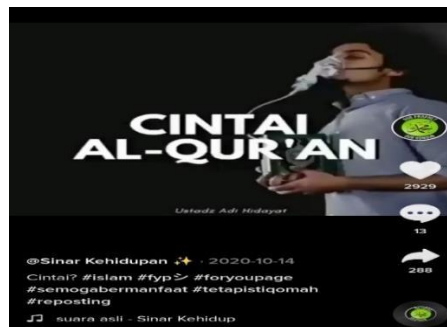 CINTAI
AL-QUR'AN
Ustadz Adi Hidayat
2929
13
288
@Sinar Kehidupan ✨ · 2020-10-14
Cintai? #islam #fypシ #foryoupage
#semogabermanfaat #tetapistiqomah
#reposting
suara asli - Sinar Kehidup